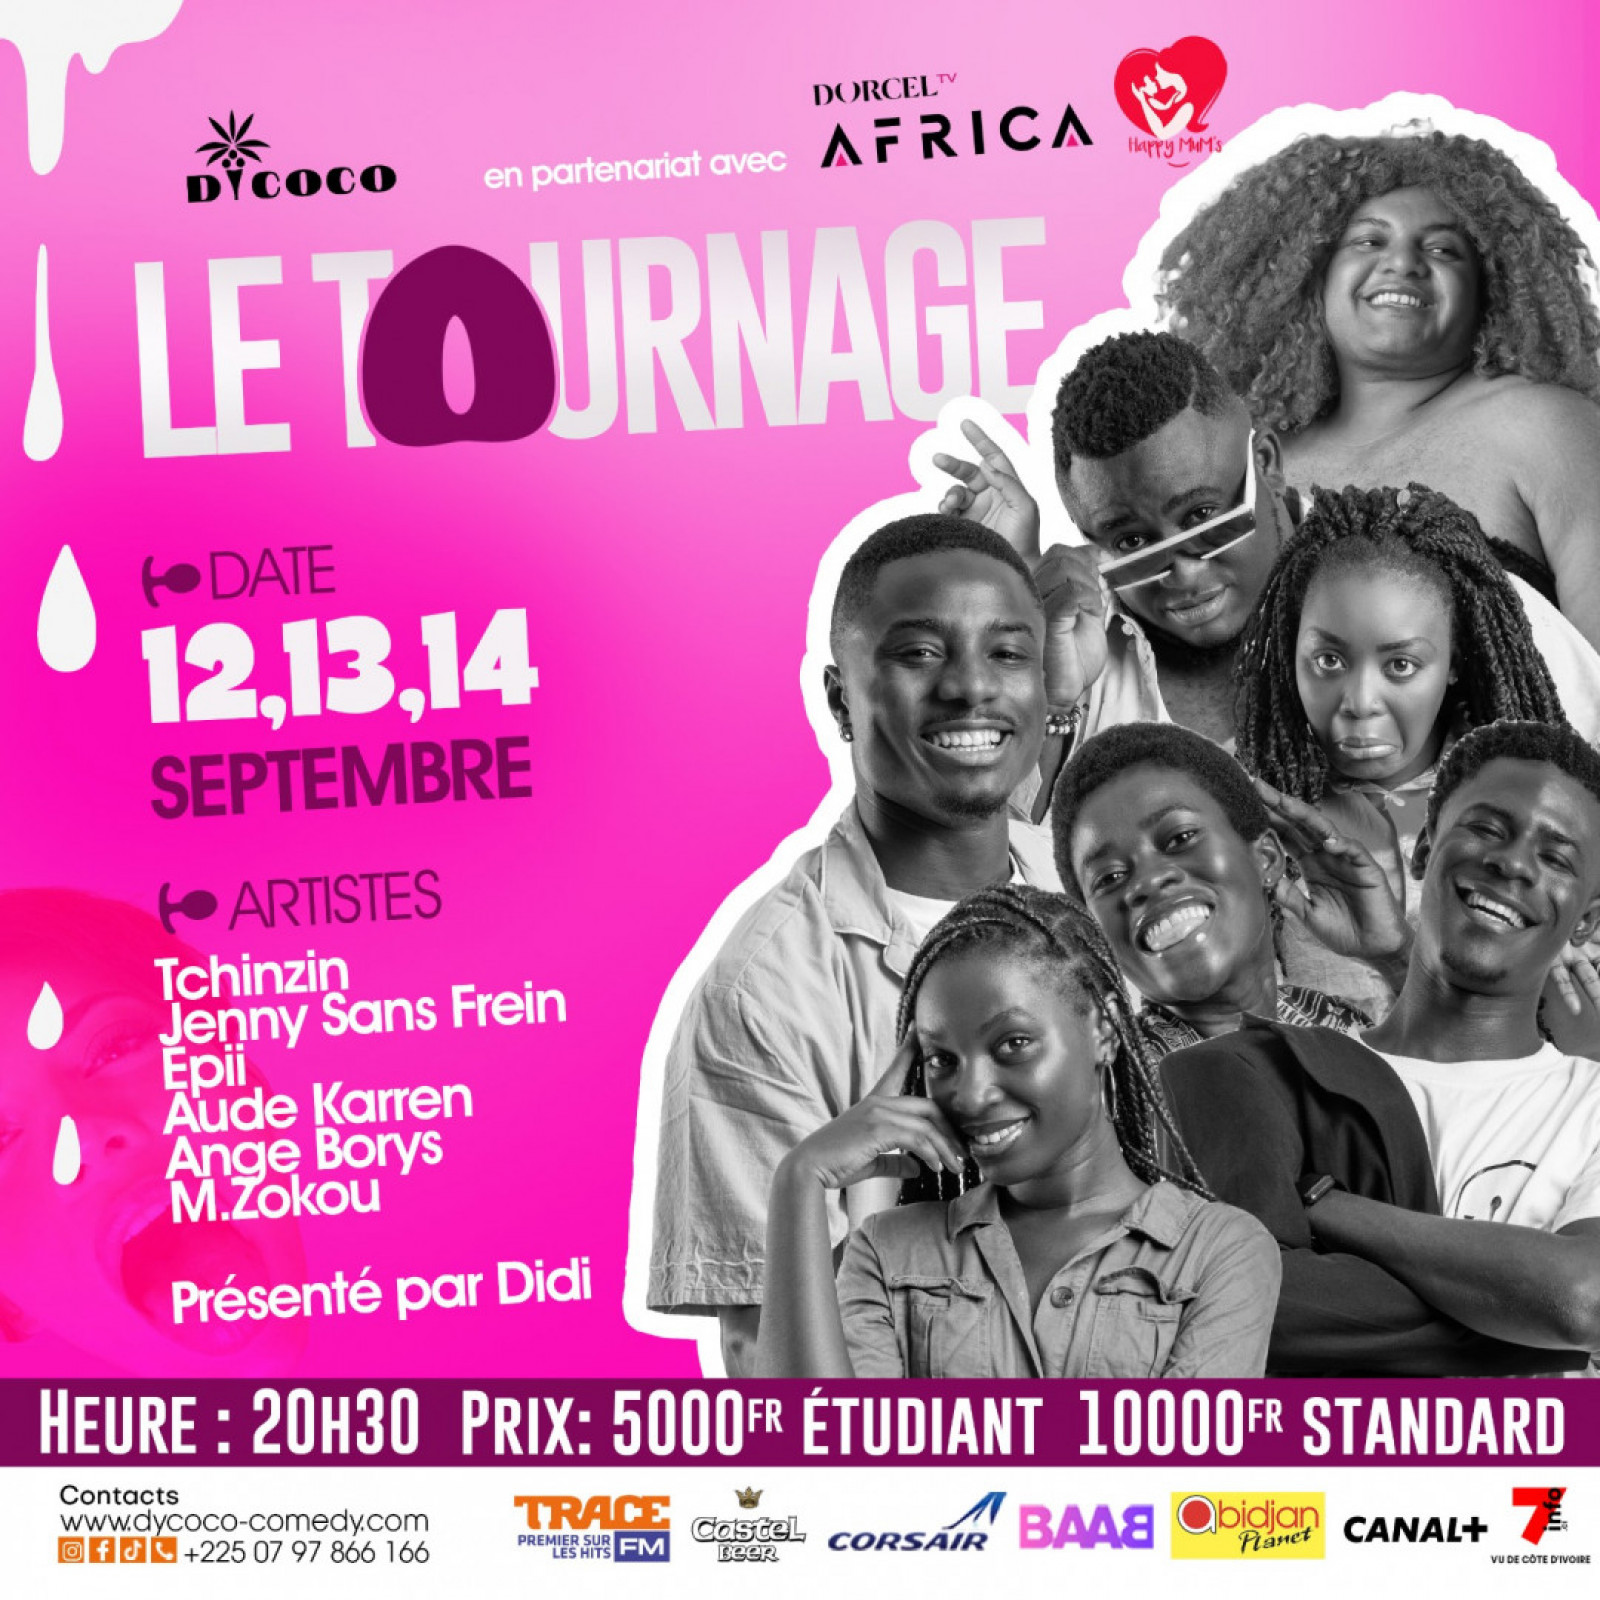 DYCOCO
en partenariat avec
DORCEL TV
AFRICA
Happy MuM's
LE TOURNAGE
DATE
12,13,14
SEPTEMBRE
ARTISTES
Tchinzin
Jenny Sans Frein
Epii
Aude Karren
Ange Borys
M.Zokou
Présenté par Didi
HEURE : 20H30 PRIX: 5000FR ÉTUDIANT 10000FR STANDARD
Contacts
www.dycoco-comedy.com
+225 07 97 866 166
TRACE
PREMIER SUR
LES HITS FM
Castel
BEER
CORSAIR
BAAB
Abidjan
Planet
CANAL+
7info
.ci
VU DE CÔTE D'IVOIRE